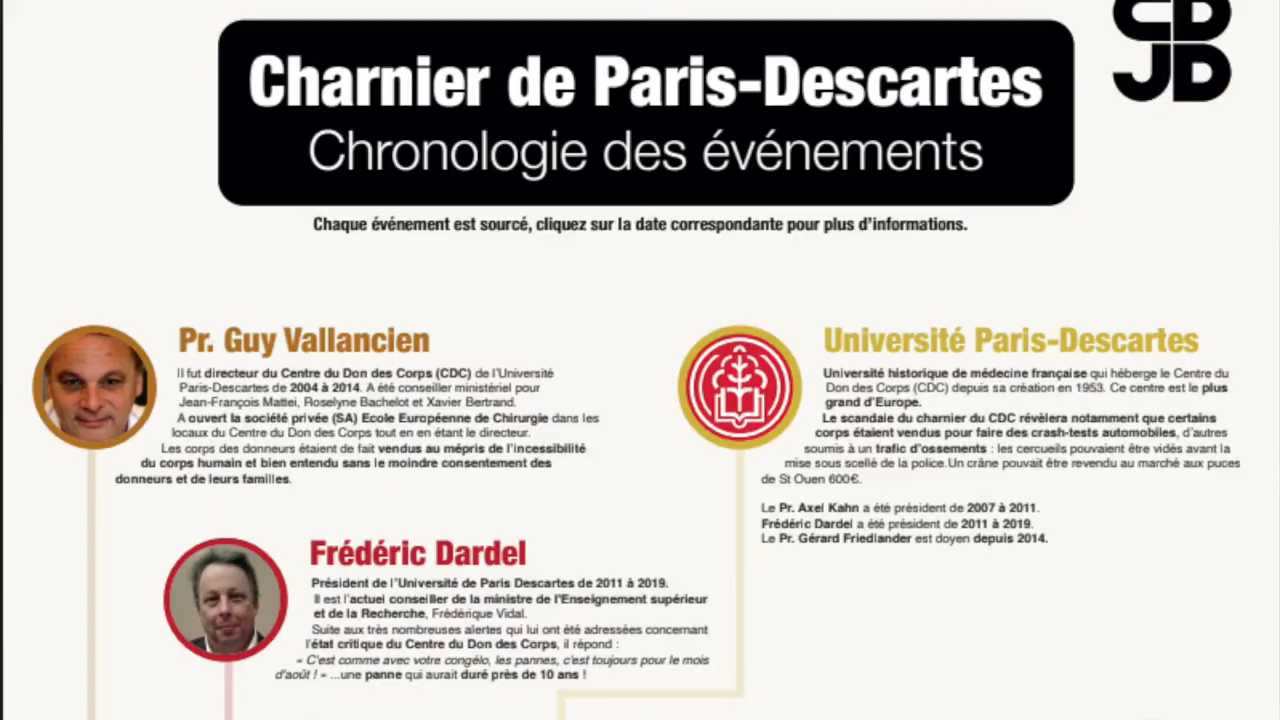 CB
JD
Charnier de Paris-Descartes
Chronologie des événements
Chaque événement est sourcé, cliquez sur la date correspondante pour plus d'informations.
Pr. Guy Vallancien
Il fut directeur du Centre du Don des Corps (CDC) de l'Université
Paris-Descartes de 2004 à 2014. A été conseiller ministériel pour
Jean-François Mattei, Roselyne Bachelot et Xavier Bertrand.
A ouvert la société privée (SA) Ecole Européenne de Chirurgie dans les
locaux du Centre du Don des Corps tout en en étant le directeur.
Les corps des donneurs étaient de fait vendus au mépris de l'incessibilité
du corps humain et bien entendu sans le moindre consentement des
donneurs et de leurs familles.
Université Paris-Descartes
Université historique de médecine française qui héberge le Centre du
Don des Corps (CDC) depuis sa création en 1953. Ce centre est le plus
grand d'Europe.
Le scandale du charnier du CDC révèlera notamment que certains
corps étaient vendus pour faire des crash-tests automobiles, d'autres
soumis à un trafic d'ossements : les cercueils pouvaient être vidés avant la
mise sous scellé de la police.Un crâne pouvait être revendu au marché aux puces
de St Ouen 600€.
Le Pr. Axel Kahn a été président de 2007 à 2011.
Frédéric Dardel a été président de 2011 à 2019.
Le Pr. Gérard Friedlander est doyen depuis 2014.
Frédéric Dardel
Président de l'Université de Paris Descartes de 2011 à 2019.
Il est l'actuel conseiller de la ministre de l'Enseignement supérieur
et de la Recherche, Frédérique Vidal.
Suite aux très nombreuses alertes qui lui ont été adressées concernant
l'état critique du Centre du Don des Corps, il répond :
« C'est comme avec votre congélo, les pannes, c'est toujours pour le mois
d'août ! » ...une panne qui aurait duré près de 10 ans !